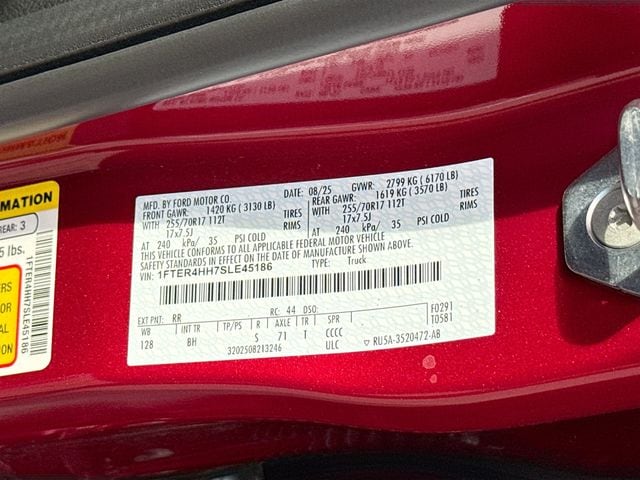 MFD. BY FORD MOTOR CO.
DATE: 08/25 GVWR: 2799 KG ( 6170 LB)
FRONT GAWR: 1420 KG ( 3130 LB)
REAR GAWR: 1619 KG ( 3570 LB)
WITH 255/70R17 112T TIRES
WITH 255/70R17 112T TIRES
17x7.5J RIMS
17x7.5J RIMS
AT 240 kPa/ 35 PSI COLD
AT 240 kPa/ 35 PSI COLD
THIS VEHICLE CONFORMS TO ALL APPLICABLE FEDERAL MOTOR VEHICLE
SAFETY STANDARDS IN EFFECT ON THE DATE OF MANUFACTURE SHOWN ABOVE.
VIN: 1FTER4HH7SLE45186 TYPE: Truck
EXT PNT: RR RC: 44 DSO: F0291
WB INT TR TP/PS R AXLE TR SPR T0581
128 8H S 71 T CCCC
3202508213246 ULC ▽ RU5A-3520472-AB
RMATION
REAR: 3
5 lbs.
1FTER4HH7SLE45186
ERS
R
AL
ON